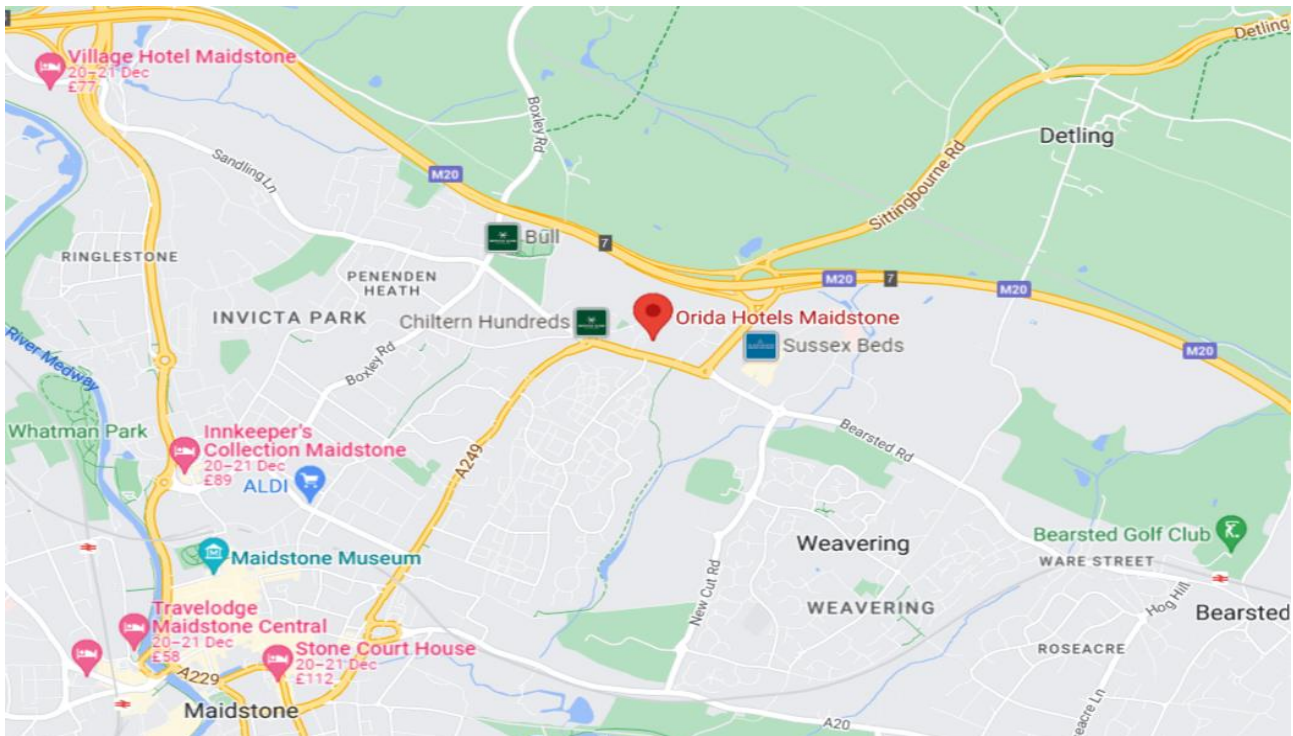 Village Hotel Maidstone
20–21 Dec
£77
Detling
Boxley Rd
Detling
Sandling Ln
M20
Sittingbourne Rd
Bull
7
RINGLESTONE
PENENDEN
HEATH
M20
7
M20
INVICTA PARK
Chiltern Hundreds
Orida Hotels Maidstone
Sussex Beds
M20
River Medway
Boxley Rd
Whatman Park
Innkeeper's
Collection Maidstone
20–21 Dec
£89
A249
Bearsted Rd
ALDI
Weavering
Bearsted Golf Club
WARE STREET
Maidstone Museum
New Cut Rd
WEAVERING
Hog Hill
Bearsted
Travelodge
Maidstone Central
20–21 Dec
£58
Stone Court House
20–21 Dec
£112
ROSEACRE
A229
Maidstone
A20
eacre Ln